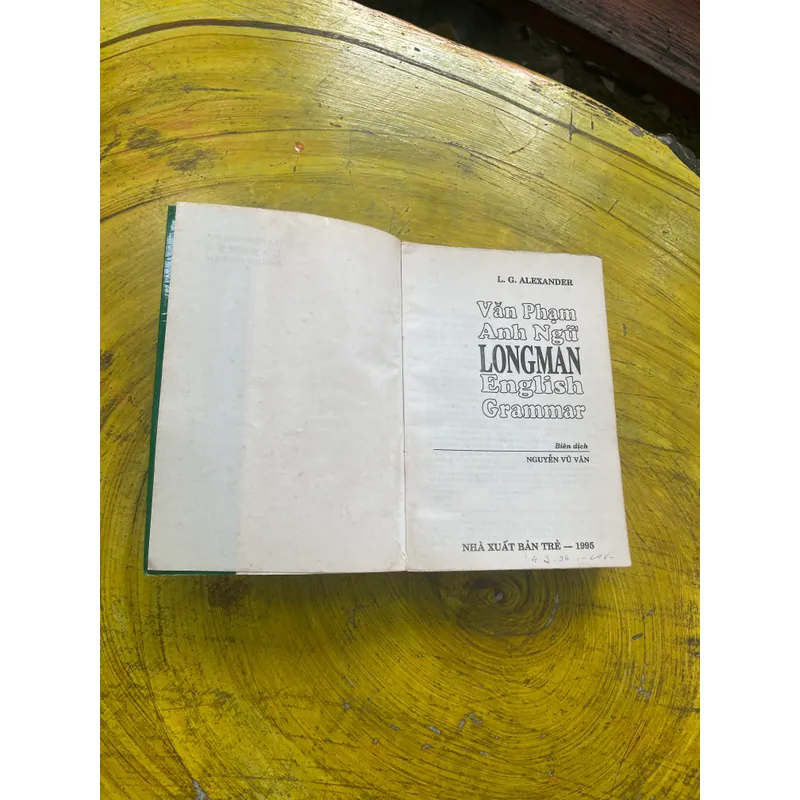 L. G. ALEXANDER
Văn Phạm
Anh Ngữ
LONGMAN
English
Grammar
Biên dịch
NGUYỄN VŨ VĂN
NHÀ XUẤT BẢN TRẺ — 1995